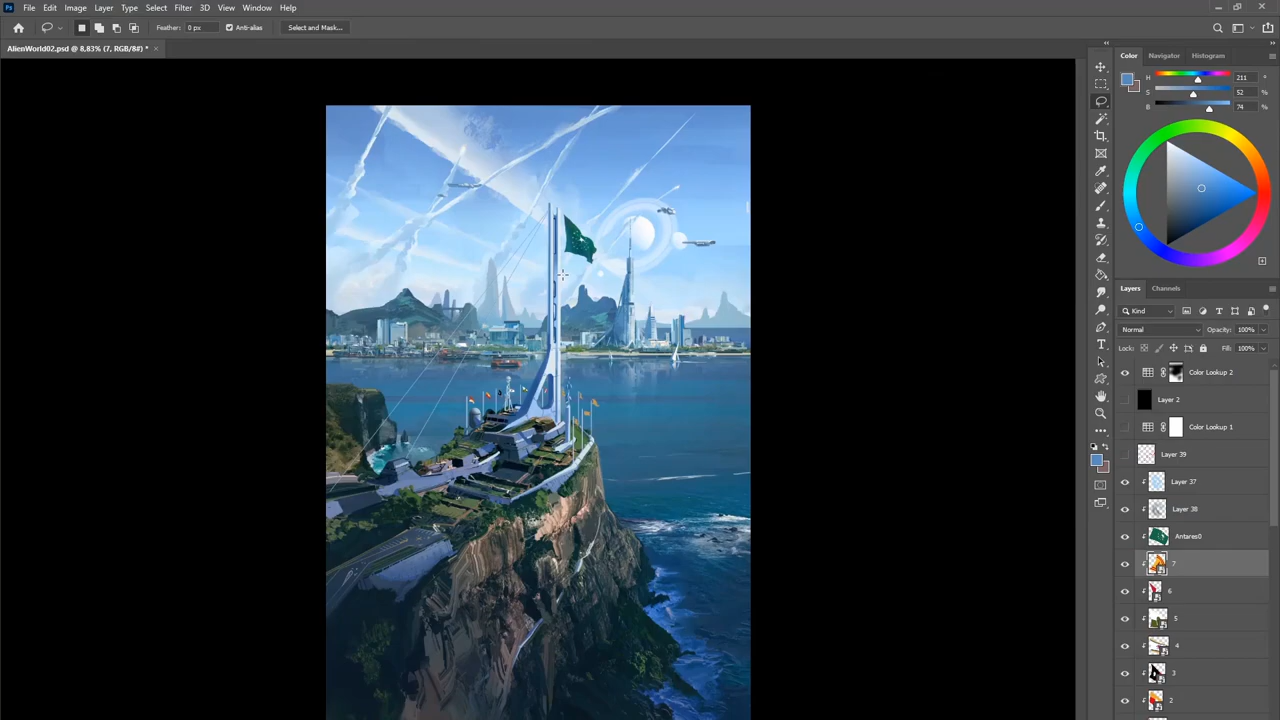 Ps File Edit Image Layer Type Select Filter 3D View Window Help
Feather: 0 px Anti-alias Select and Mask...
AlienWorld02.psd @ 8,83% (7, RGB/8#) * ×
Color Navigator Histogram
H 211 °
S 52 %
B 74 %
Layers Channels
Kind
Normal Opacity: 100%
Lock: Fill: 100%
Color Lookup 2
Layer 2
Color Lookup 1
Layer 39
Layer 37
Layer 38
Antares0
7
6
5
4
3
2